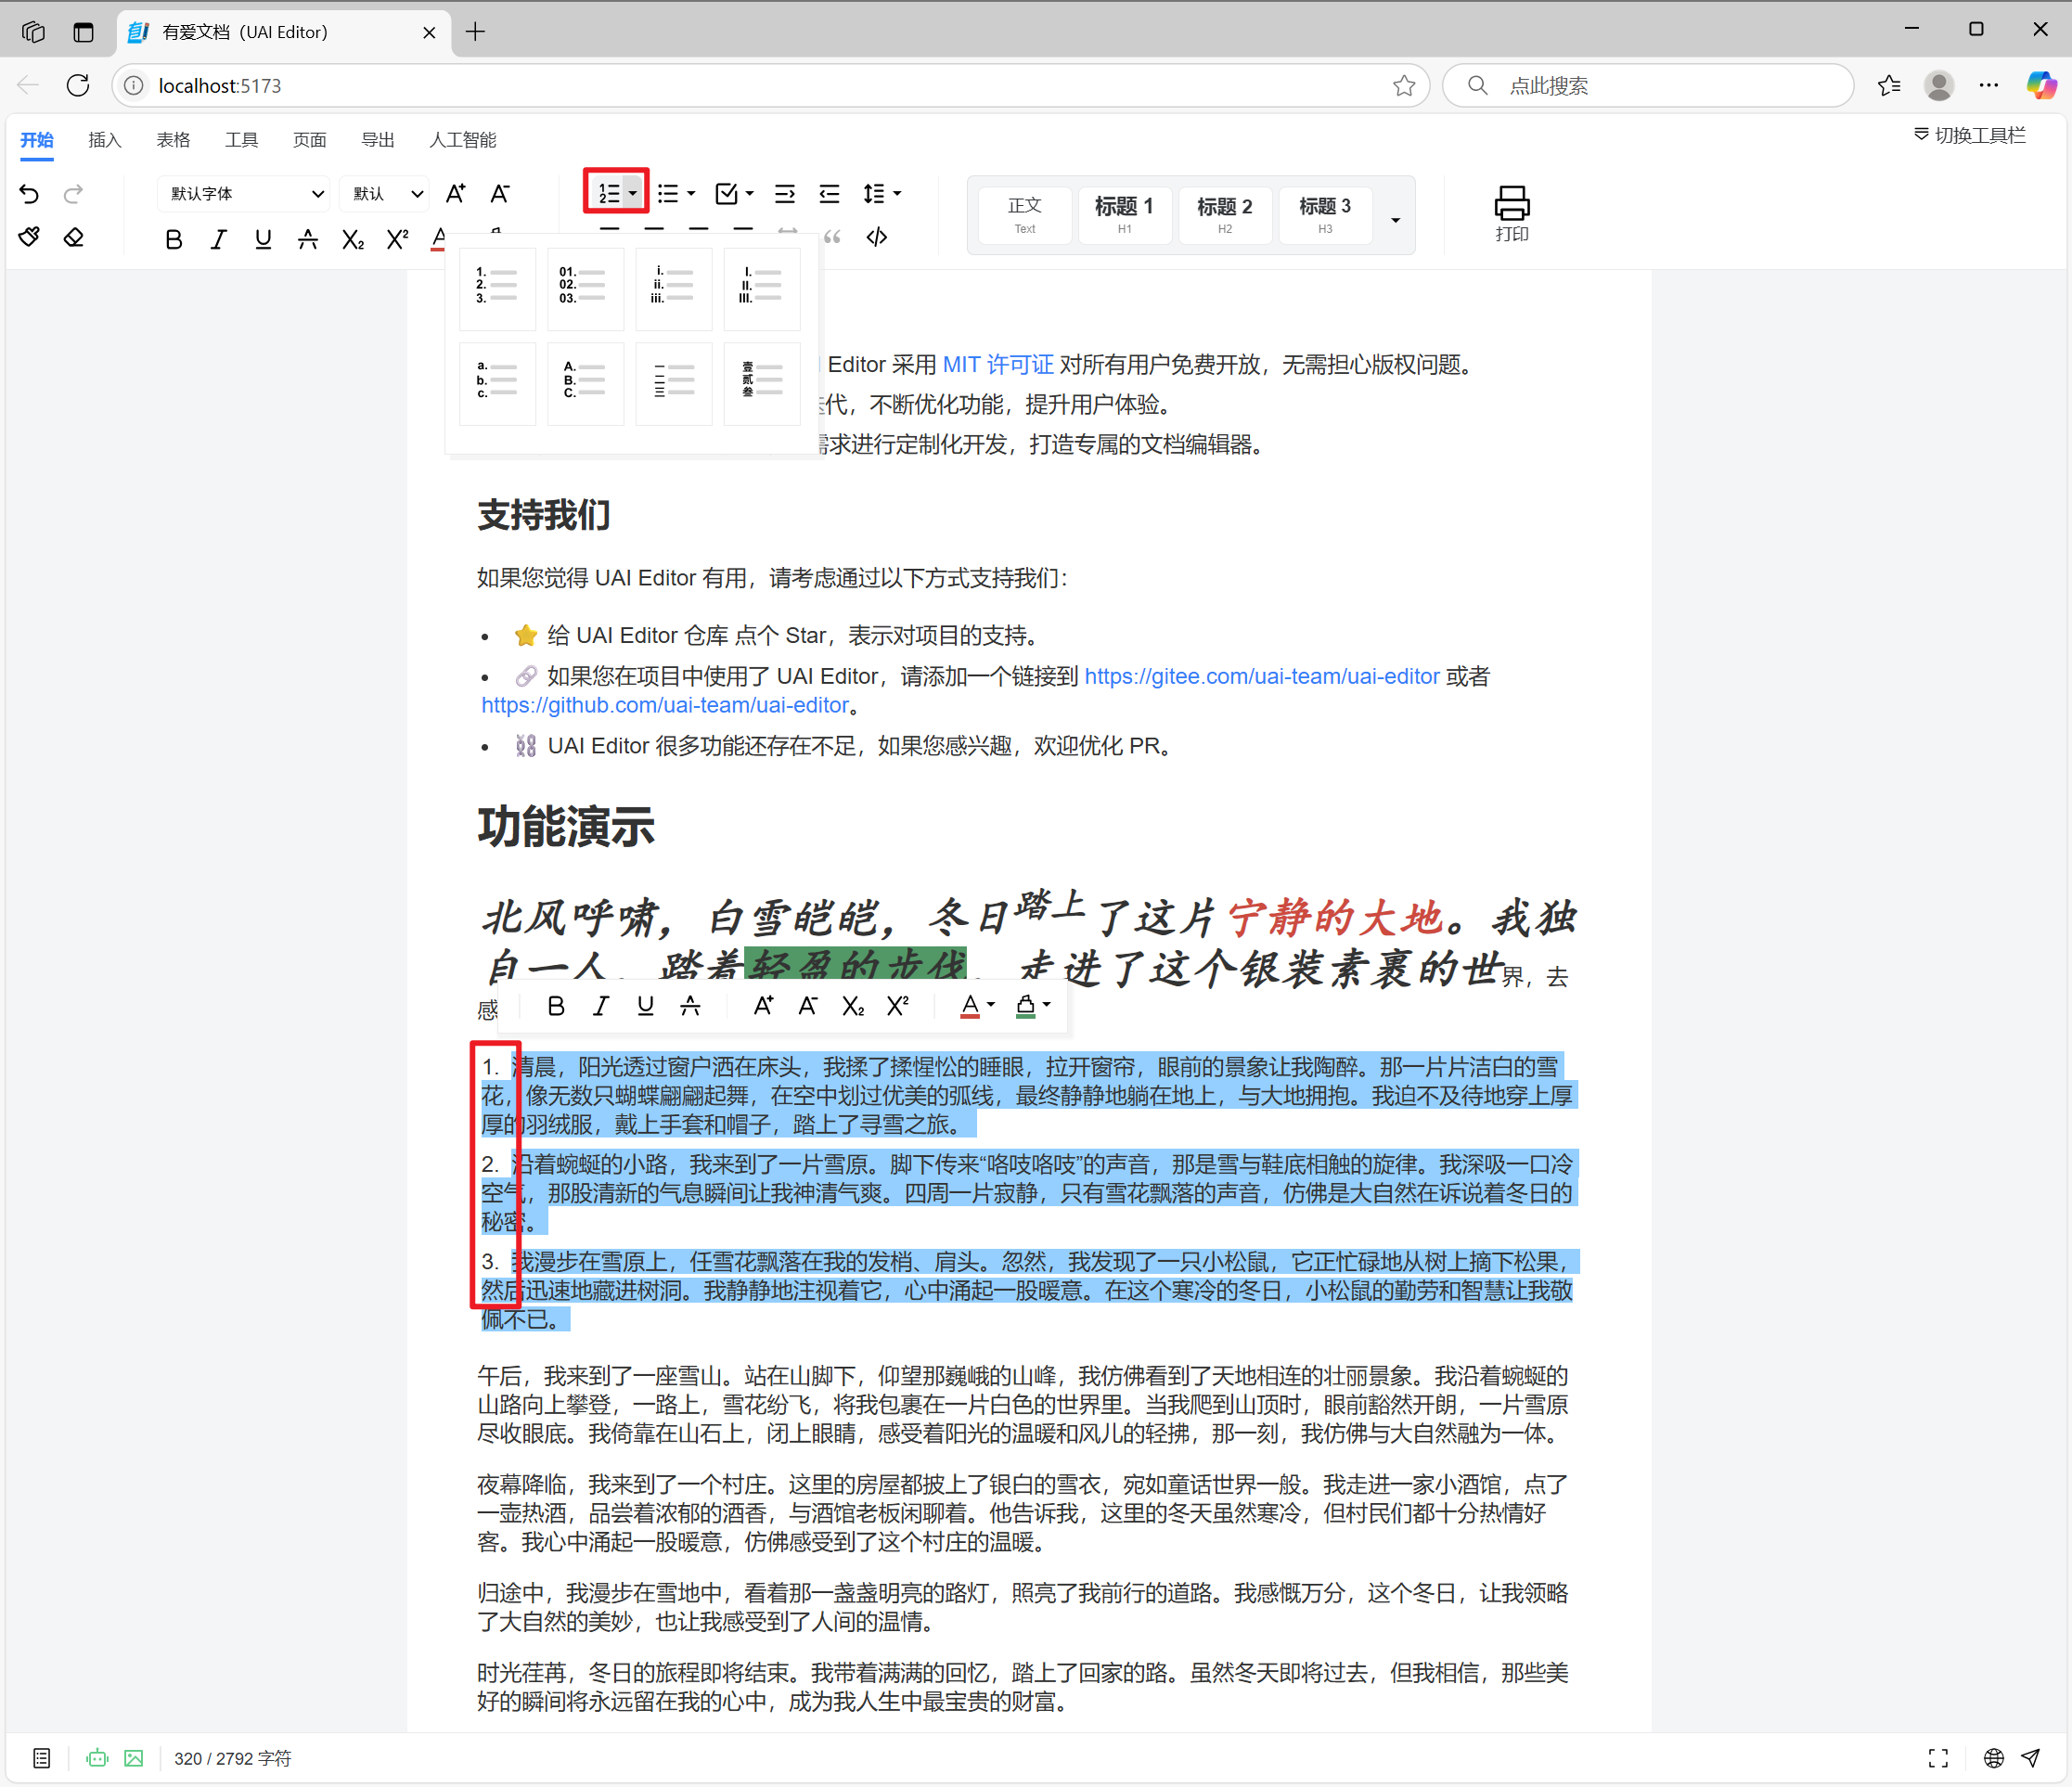 有爱文档（UAI Editor）
localhost:5173
点此搜索
开始 插入 表格 工具 页面 导出 人工智能
切换工具栏
默认字体 默认
正文 Text
标题 1 H1
标题 2 H2
标题 3 H3
打印
1. 2. 3.
01. 02. 03.
i. ii. iii.
I. II. III.
a. b. c.
A. B. C.
一 二 三
壹 贰 叁
Editor 采用 MIT 许可证 对所有用户免费开放，无需担心版权问题。
代，不断优化功能，提升用户体验。
需求进行定制化开发，打造专属的文档编辑器。
支持我们
如果您觉得 UAI Editor 有用，请考虑通过以下方式支持我们：
• ⭐ 给 UAI Editor 仓库 点个 Star，表示对项目的支持。
• 🔗 如果您在项目中使用了 UAI Editor，请添加一个链接到 https://gitee.com/uai-team/uai-editor 或者
https://github.com/uai-team/uai-editor。
• ⛓ UAI Editor 很多功能还存在不足，如果您感兴趣，欢迎优化 PR。
功能演示
北风呼啸，白雪皑皑，冬日踏上了这片宁静的大地。我独
自一人，踏着轻盈的步伐，走进了这个银装素裹的世界，去
感
1. 清晨，阳光透过窗户洒在床头，我揉了揉惺忪的睡眼，拉开窗帘，眼前的景象让我陶醉。那一片片洁白的雪
花，像无数只蝴蝶翩翩起舞，在空中划过优美的弧线，最终静静地躺在地上，与大地拥抱。我迫不及待地穿上厚
厚的羽绒服，戴上手套和帽子，踏上了寻雪之旅。
2. 沿着蜿蜒的小路，我来到了一片雪原。脚下传来“咯吱咯吱”的声音，那是雪与鞋底相触的旋律。我深吸一口冷
空气，那股清新的气息瞬间让我神清气爽。四周一片寂静，只有雪花飘落的声音，仿佛是大自然在诉说着冬日的
秘密。
3. 我漫步在雪原上，任雪花飘落在我的发梢、肩头。忽然，我发现了一只小松鼠，它正忙碌地从树上摘下松果，
然后迅速地藏进树洞。我静静地注视着它，心中涌起一股暖意。在这个寒冷的冬日，小松鼠的勤劳和智慧让我敬
佩不已。
午后，我来到了一座雪山。站在山脚下，仰望那巍峨的山峰，我仿佛看到了天地相连的壮丽景象。我沿着蜿蜒的
山路向上攀登，一路上，雪花纷飞，将我包裹在一片白色的世界里。当我爬到山顶时，眼前豁然开朗，一片雪原
尽收眼底。我倚靠在山石上，闭上眼睛，感受着阳光的温暖和风儿的轻拂，那一刻，我仿佛与大自然融为一体。
夜幕降临，我来到了一个村庄。这里的房屋都披上了银白的雪衣，宛如童话世界一般。我走进一家小酒馆，点了
一壶热酒，品尝着浓郁的酒香，与酒馆老板闲聊着。他告诉我，这里的冬天虽然寒冷，但村民们都十分热情好
客。我心中涌起一股暖意，仿佛感受到了这个村庄的温暖。
归途中，我漫步在雪地中，看着那一盏盏明亮的路灯，照亮了我前行的道路。我感慨万分，这个冬日，让我领略
了大自然的美妙，也让我感受到了人间的温情。
时光荏苒，冬日的旅程即将结束。我带着满满的回忆，踏上了回家的路。虽然冬天即将过去，但我相信，那些美
好的瞬间将永远留在我的心中，成为我人生中最宝贵的财富。
320 / 2792 字符